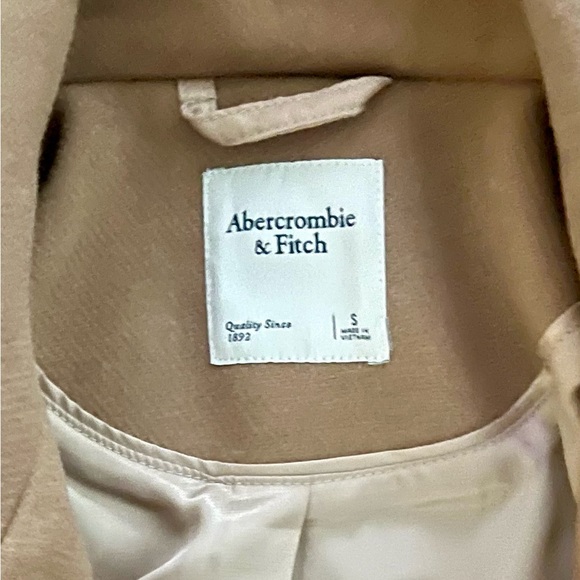 Abercrombie
& Fitch
Quality Since
1892
S
MADE IN
VIETNAM